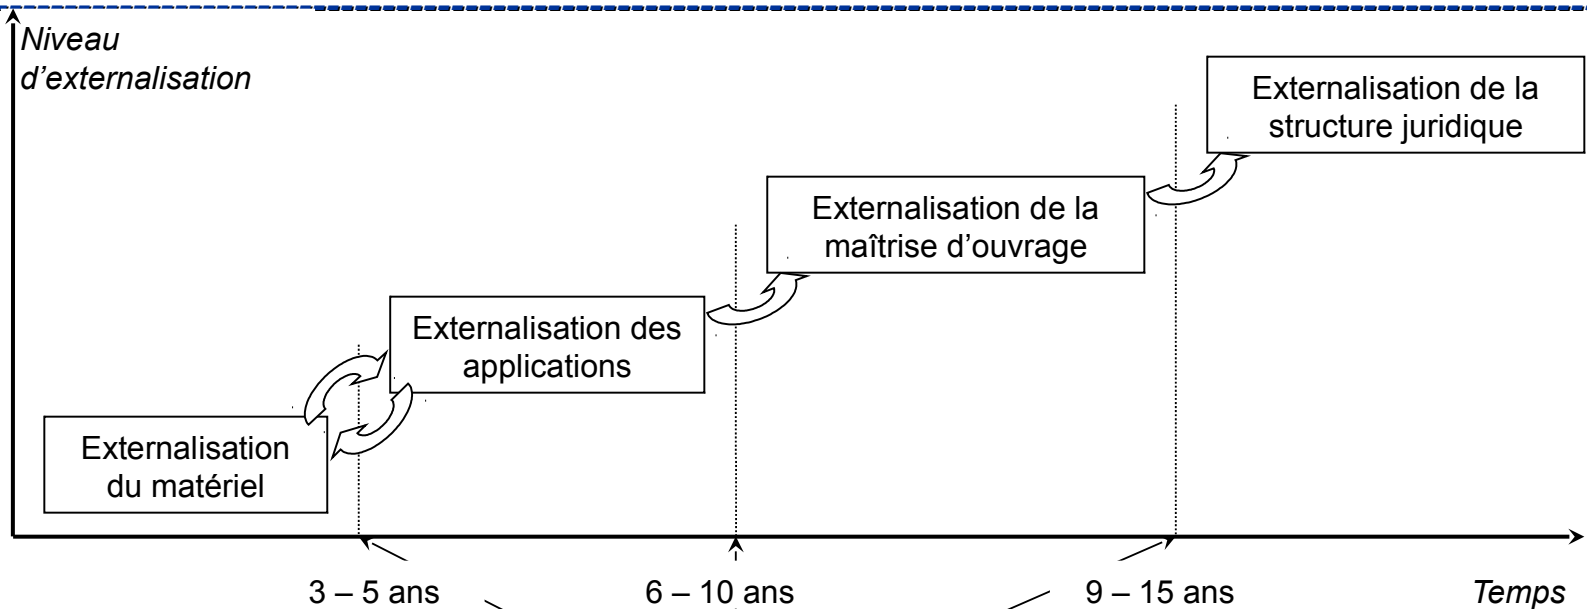 Niveau
d’externalisation
Externalisation de la
structure juridique
Externalisation de la
maîtrise d’ouvrage
Externalisation des
applications
Externalisation
du matériel
3 – 5 ans
6 – 10 ans
9 – 15 ans
Temps